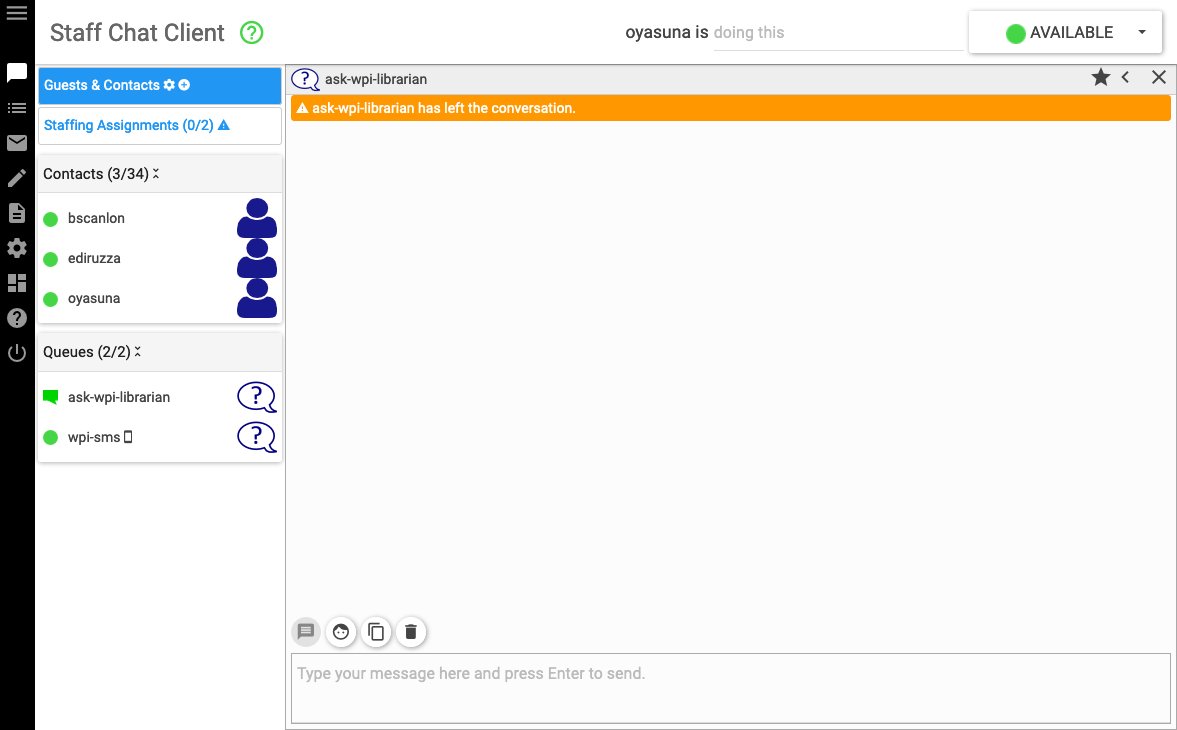 Staff Chat Client ?
oyasuna is doing this
AVAILABLE
Guests & Contacts
Staffing Assignments (0/2)
Contacts (3/34)
bscanlon
ediruzza
oyasuna
Queues (2/2)
ask-wpi-librarian ?
wpi-sms ?
? ask-wpi-librarian
ask-wpi-librarian has left the conversation.
Type your message here and press Enter to send.